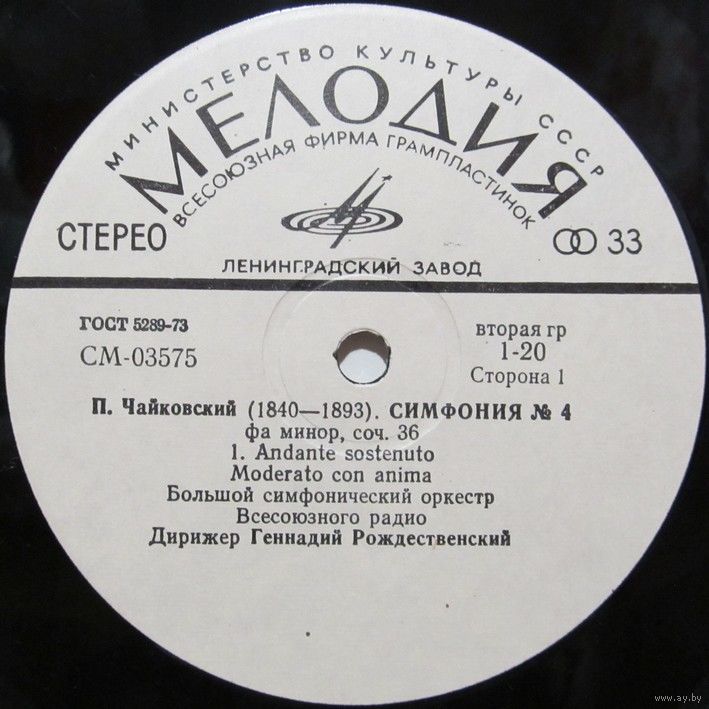 МИНИСТЕРСТВО КУЛЬТУРЫ СССР
МЕЛОДИЯ
ВСЕСОЮЗНАЯ ФИРМА ГРАМПЛАСТИНОК
СТЕРЕО
33
ЛЕНИНГРАДСКИЙ ЗАВОД
ГОСТ 5289-73
СМ-03575
вторая гр
1-20
Сторона 1
П. Чайковский (1840—1893). СИМФОНИЯ № 4
фа минор, соч. 36
1. Andante sostenuto
Moderato con anima
Большой симфонический оркестр
Всесоюзного радио
Дирижер Геннадий Рождественский
www.ay.by